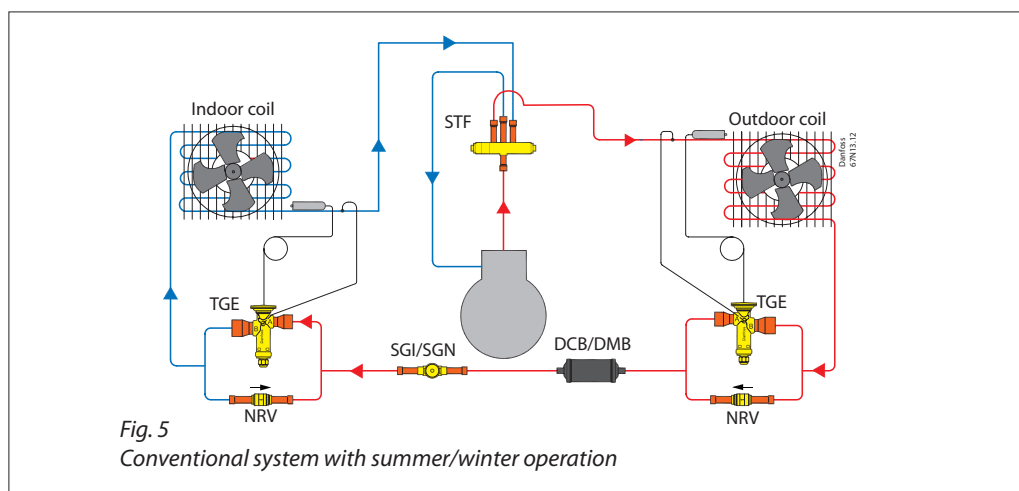 Indoor coil
STF
Outdoor coil
Danfoss
67N13.12
TGE
B
A
TGE
A
B
SGI/SGN
DCB/DMB
NRV
NRV
Fig. 5
Conventional system with summer/winter operation